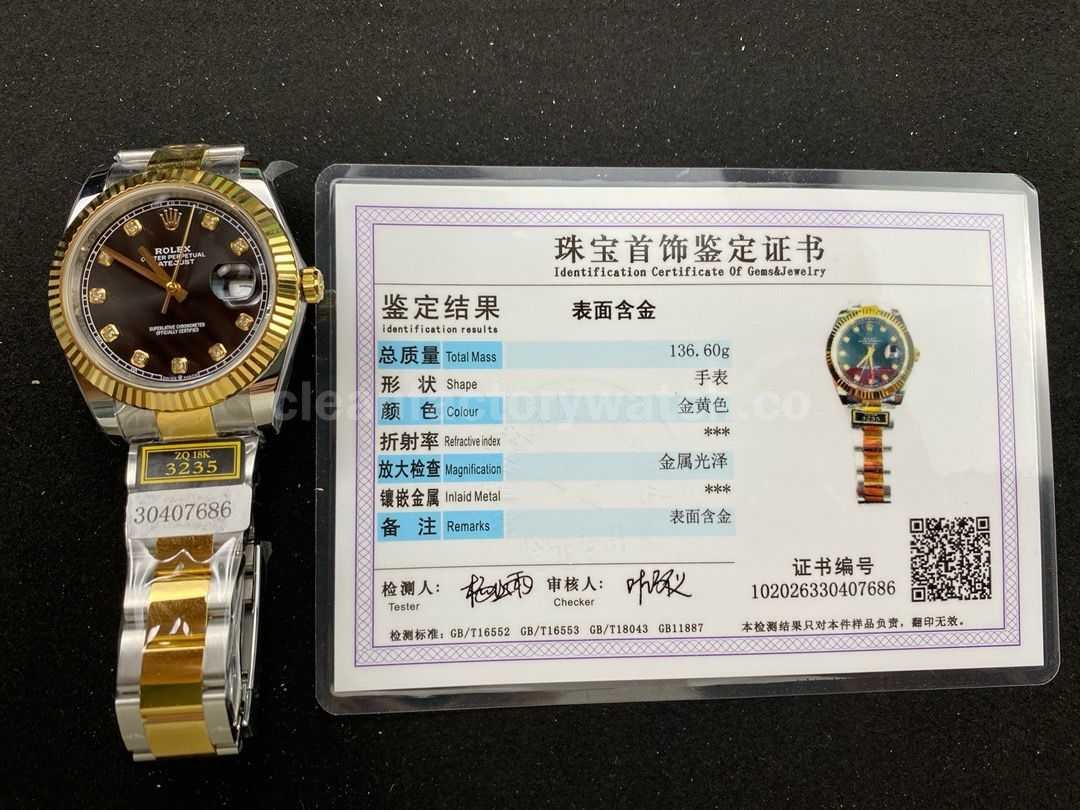 ROLEX
OYSTER PERPETUAL
DATEJUST
SUPERLATIVE CHRONOMETER
OFFICIALLY CERTIFIED
ZQ 18K
3235
30407686
珠宝首饰鉴定证书
Identification Certificate Of Gems&Jewelry
鉴定结果 表面含金
identification results
总质量 Total Mass 136.60g
形 状 Shape 手表
颜 色 Colour 金黄色
折射率 Refractive index ***
放大检查 Magnification 金属光泽
镶嵌金属 Inlaid Metal ***
备 注 Remarks 表面含金
检测人: 审核人:
Tester Checker
检测标准: GB/T16552 GB/T16553 GB/T18043 GB11887
3235
证书编号
102026330407686
本检测结果只对本件样品负责，翻印无效。
cleanfactorywatch.co